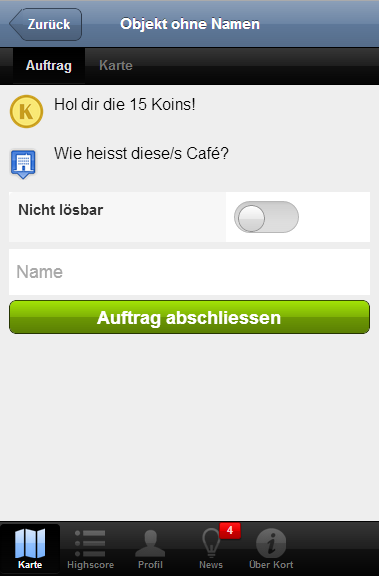 Zurück
Objekt ohne Namen
Auftrag
Karte
K
Hol dir die 15 Koins!
Wie heisst diese/s Café?
Nicht lösbar
Name
Auftrag abschliessen
4
Karte
Highscore
Profil
News
Über Kort